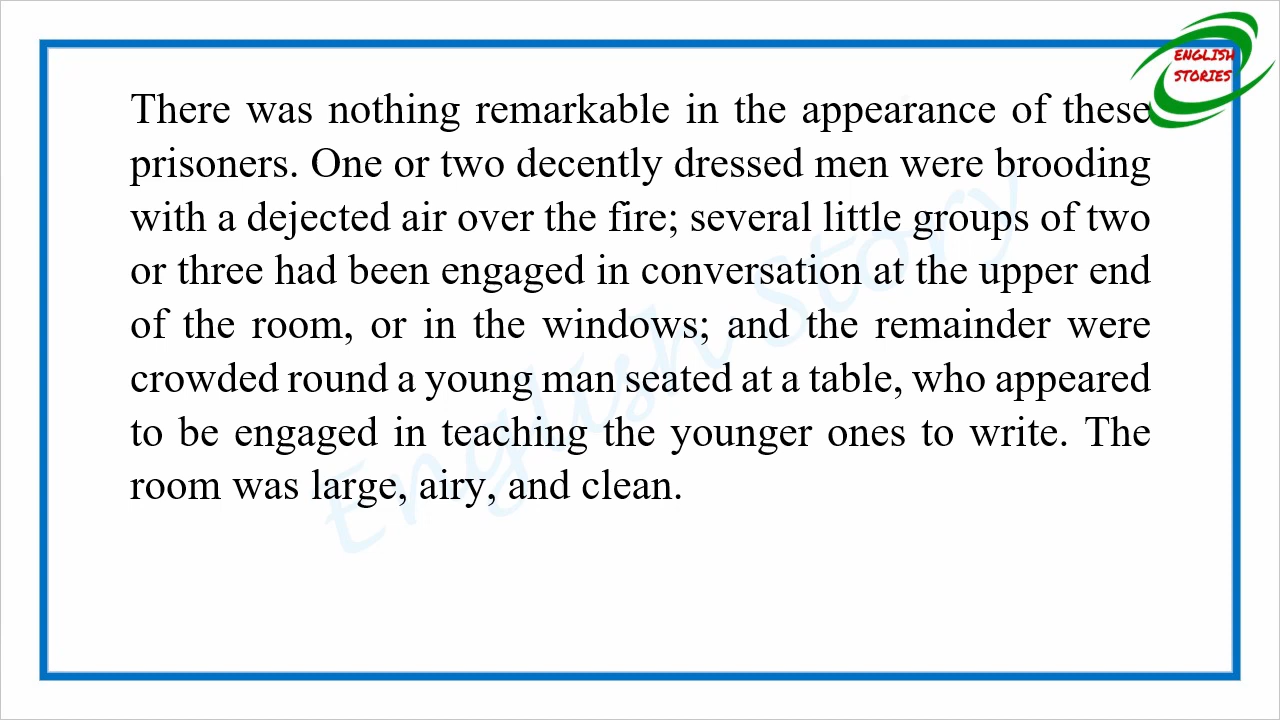 ENGLISH
STORIES
There was nothing remarkable in the appearance of these
prisoners. One or two decently dressed men were brooding
with a dejected air over the fire; several little groups of two
or three had been engaged in conversation at the upper end
of the room, or in the windows; and the remainder were
crowded round a young man seated at a table, who appeared
to be engaged in teaching the younger ones to write. The
room was large, airy, and clean.
English Story